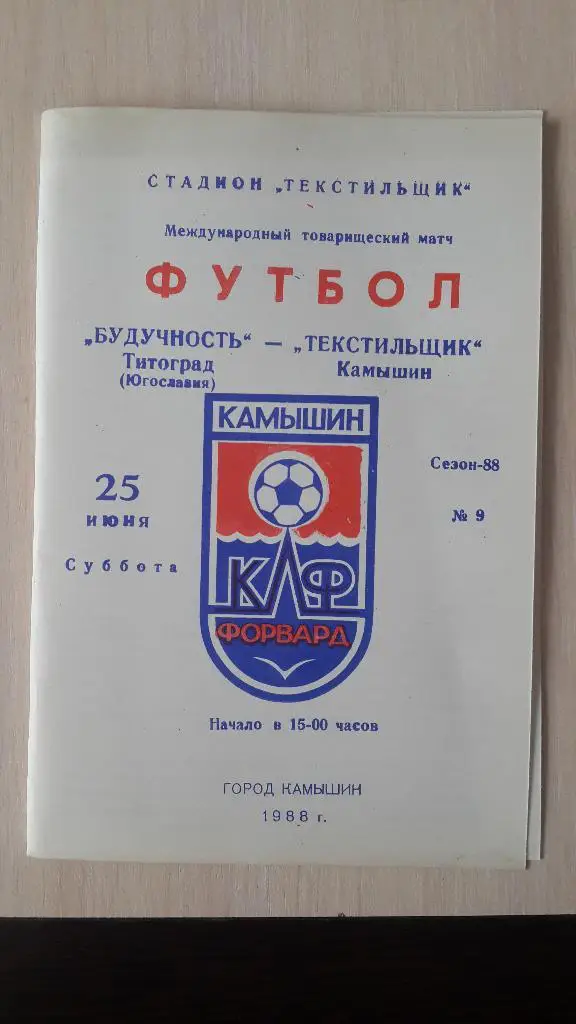 СТАДИОН „ТЕКСТИЛЬЩИК"
Международный товарищеский матч
ФУТБОЛ
„БУДУЧНОСТЬ" — „ТЕКСТИЛЬЩИК"
Титоград Камышин
(Югославия)
КАМЫШИН
Сезон-88
25
июня
№ 9
Суббота
КЛФ
ФОРВАРД
Начало в 15-00 часов
ГОРОД КАМЫШИН
1988 г.